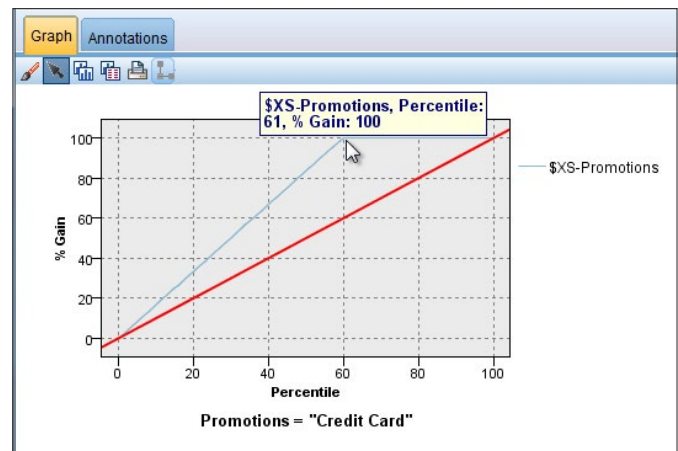 Graph Annotations
$XS-Promotions, Percentile:
61, % Gain: 100
100
80
60
40
20
0
% Gain
0 20 40 60 80 100
Percentile
Promotions = "Credit Card"
$XS-Promotions